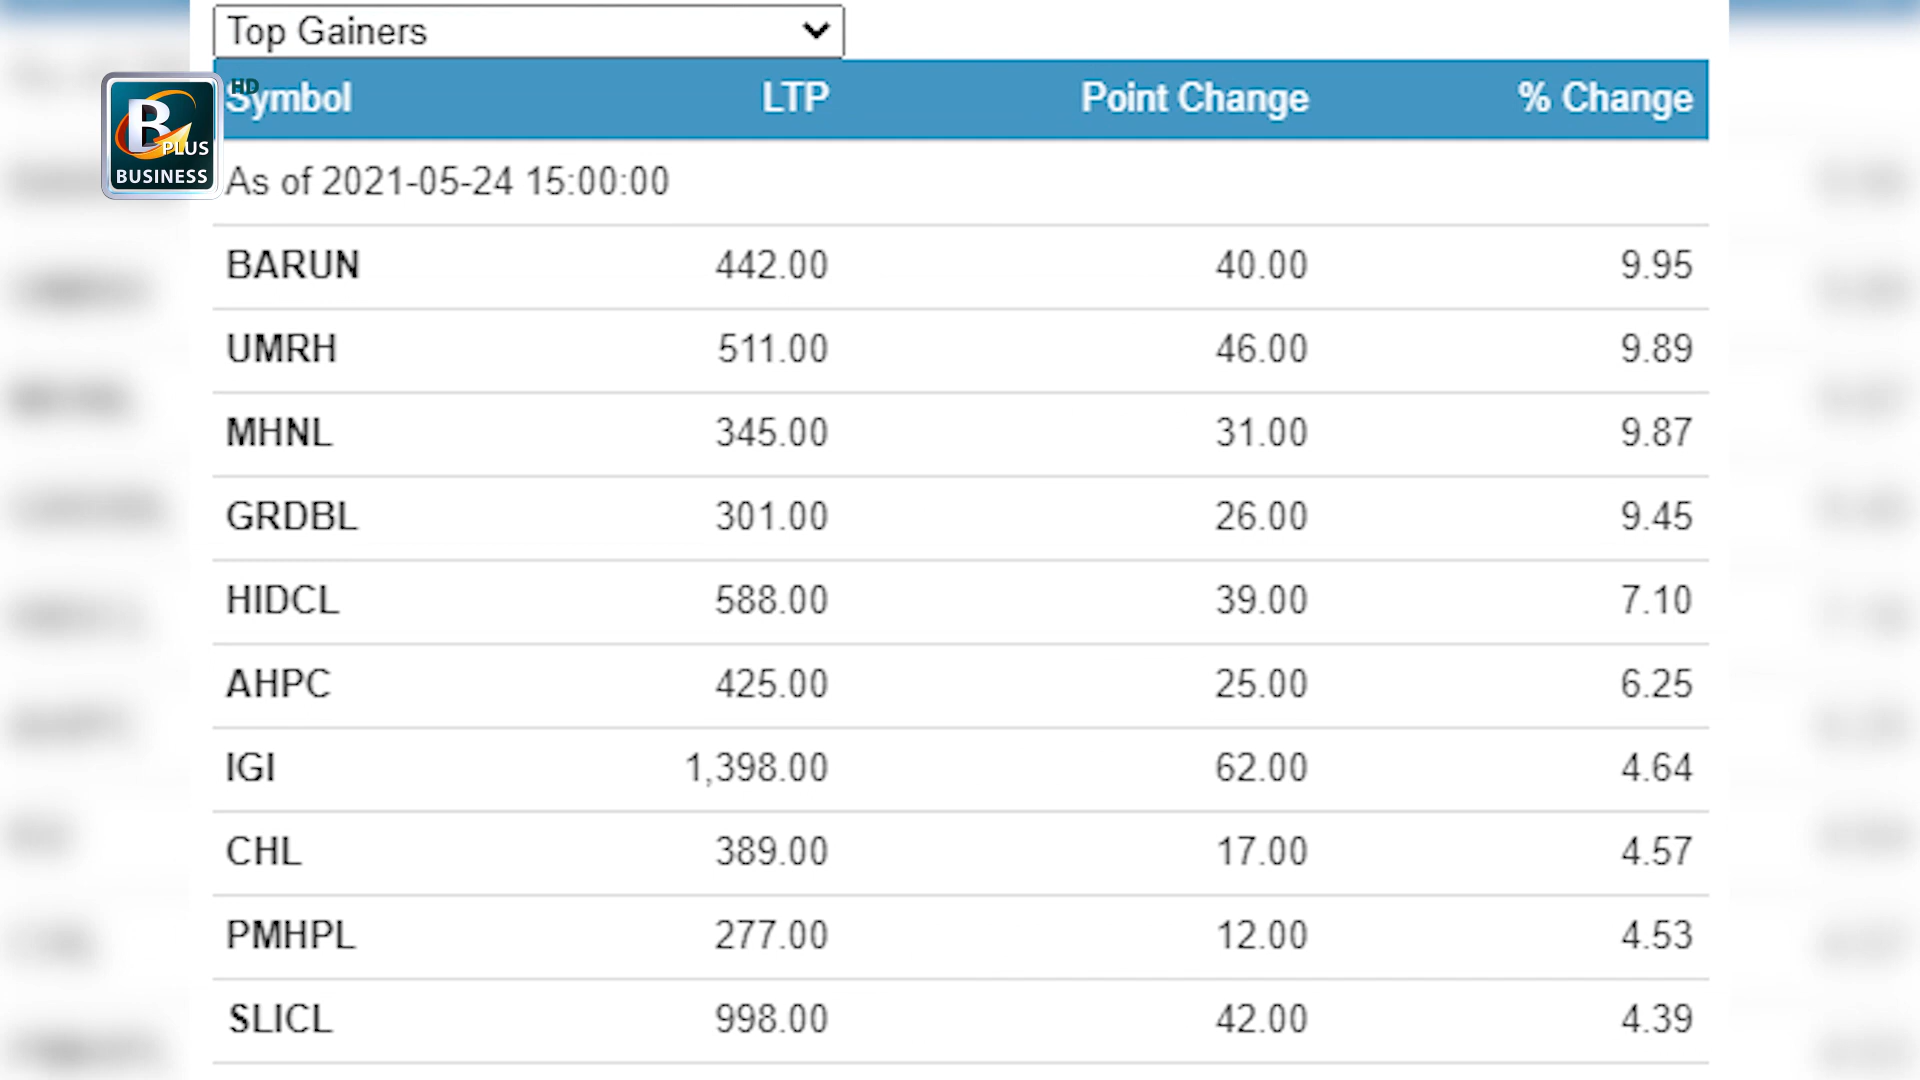 Top Gainers
HD
Symbol LTP Point Change % Change
B
PLUS
BUSINESS
As of 2021-05-24 15:00:00
BARUN 442.00 40.00 9.95
UMRH 511.00 46.00 9.89
MHNL 345.00 31.00 9.87
GRDBL 301.00 26.00 9.45
HIDCL 588.00 39.00 7.10
AHPC 425.00 25.00 6.25
IGI 1,398.00 62.00 4.64
CHL 389.00 17.00 4.57
PMHPL 277.00 12.00 4.53
SLICL 998.00 42.00 4.39